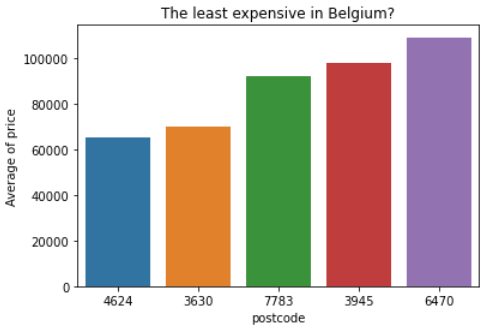 The least expensive in Belgium?
Average of price
100000
80000
60000
40000
20000
0
4624 3630 7783 3945 6470
postcode